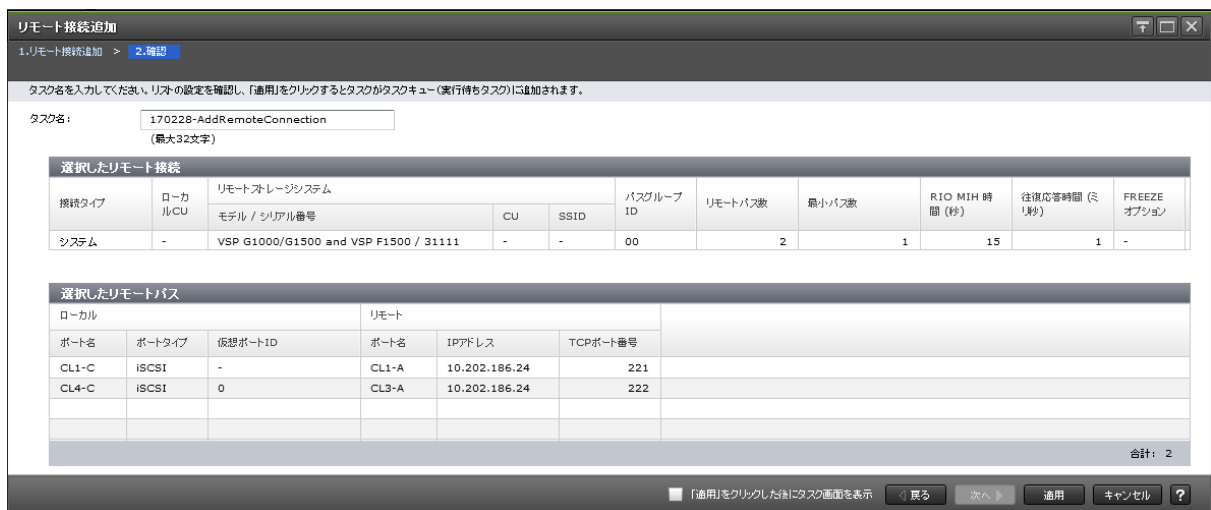 リモート接続追加
1.リモート接続追加 > 2.確認
タスク名を入力してください。リストの設定を確認し、「適用」をクリックするとタスクがタスクキュー(実行待ちタスク)に追加されます。
タスク名: 170228-AddRemoteConnection
(最大32文字)
選択したリモート接続
接続タイプ ローカルCU リモートストレージシステム パスグループID リモートパス数 最小パス数 RIO MIH 時間 (秒) 往復応答時間 (ミリ秒) FREEZE オプション
モデル / シリアル番号 CU SSID
システム - VSP G1000/G1500 and VSP F1500 / 31111 - - 00 2 1 15 1 -
選択したリモートパス
ローカル リモート
ポート名 ポートタイプ 仮想ポートID ポート名 IPアドレス TCPポート番号
CL1-C iSCSI - CL1-A 10.202.186.24 221
CL4-C iSCSI 0 CL3-A 10.202.186.24 222
合計: 2
「適用」をクリックした後にタスク画面を表示 戻る 次へ 適用 キャンセル ?